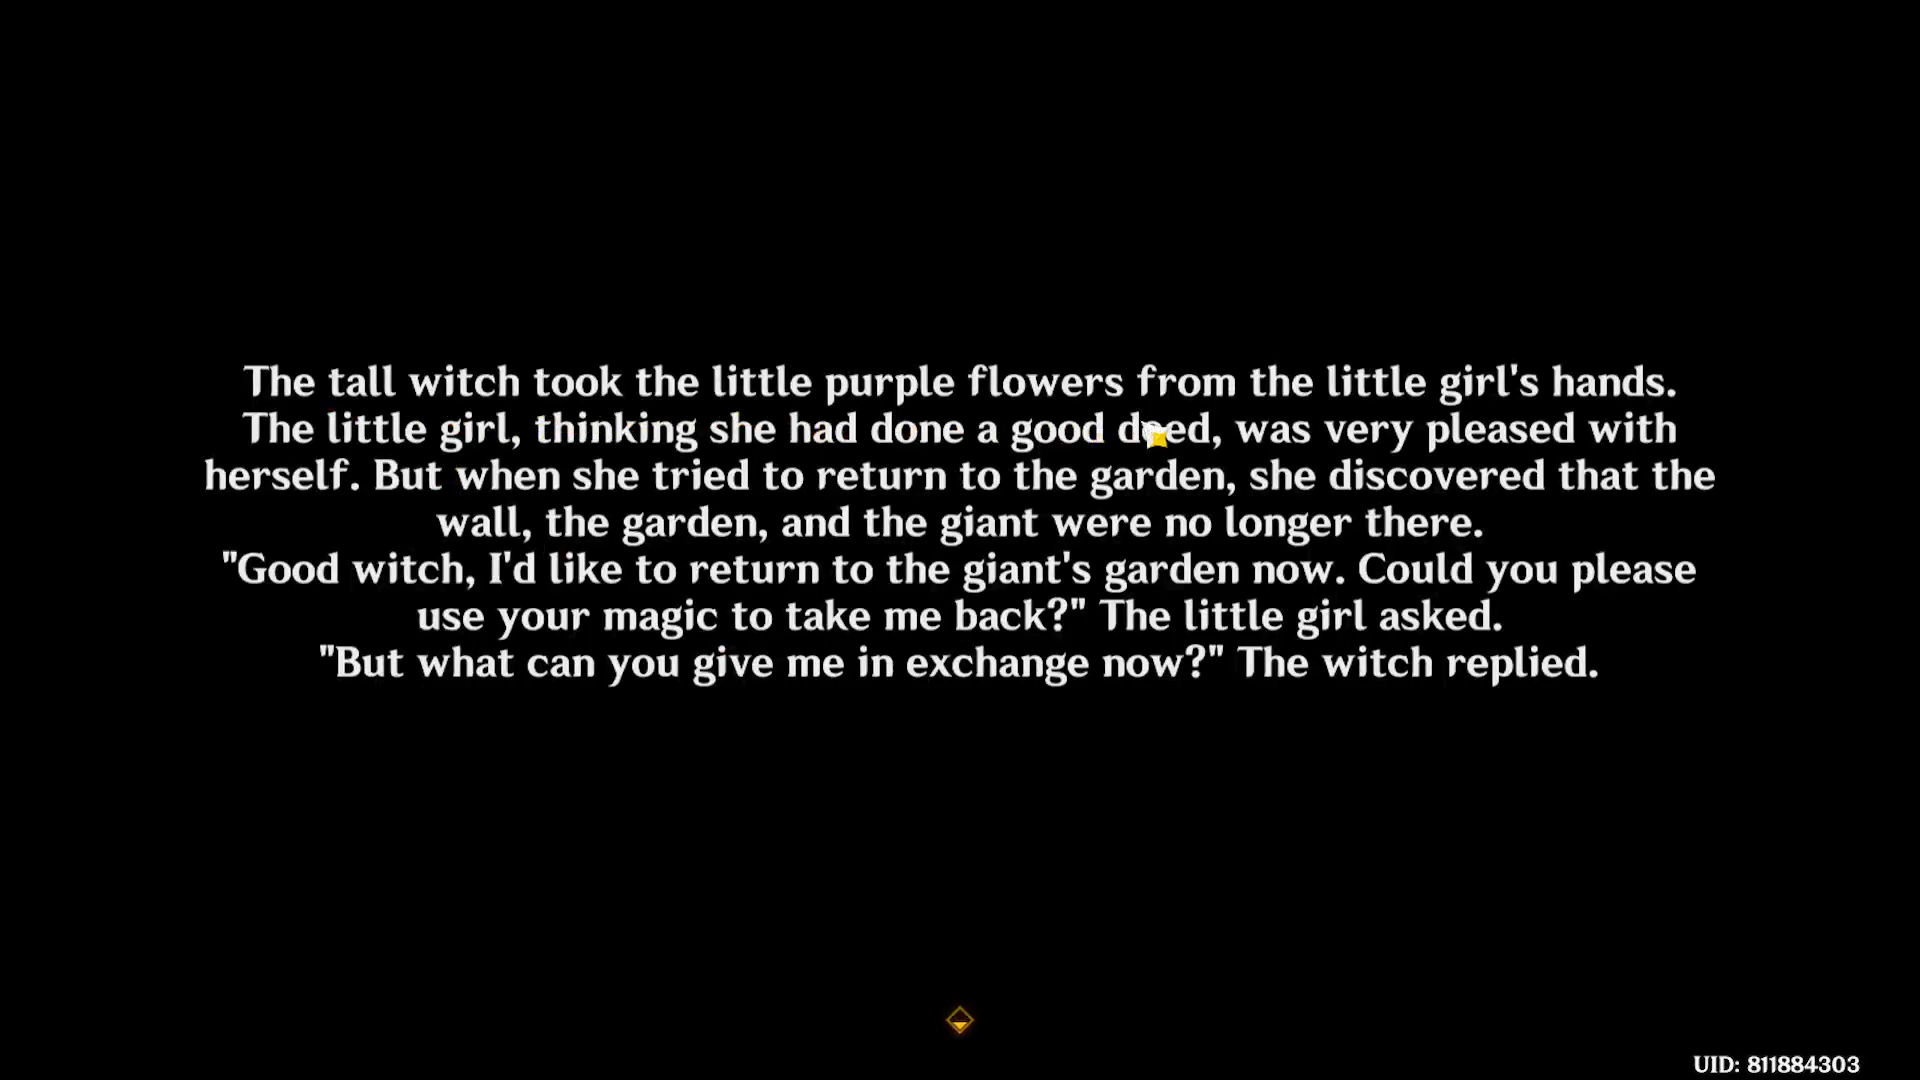 The tall witch took the little purple flowers from the little girl's hands.
The little girl, thinking she had done a good deed, was very pleased with
herself. But when she tried to return to the garden, she discovered that the
wall, the garden, and the giant were no longer there.
"Good witch, I'd like to return to the giant's garden now. Could you please
use your magic to take me back?" The little girl asked.
"But what can you give me in exchange now?" The witch replied.
UID: 811884303